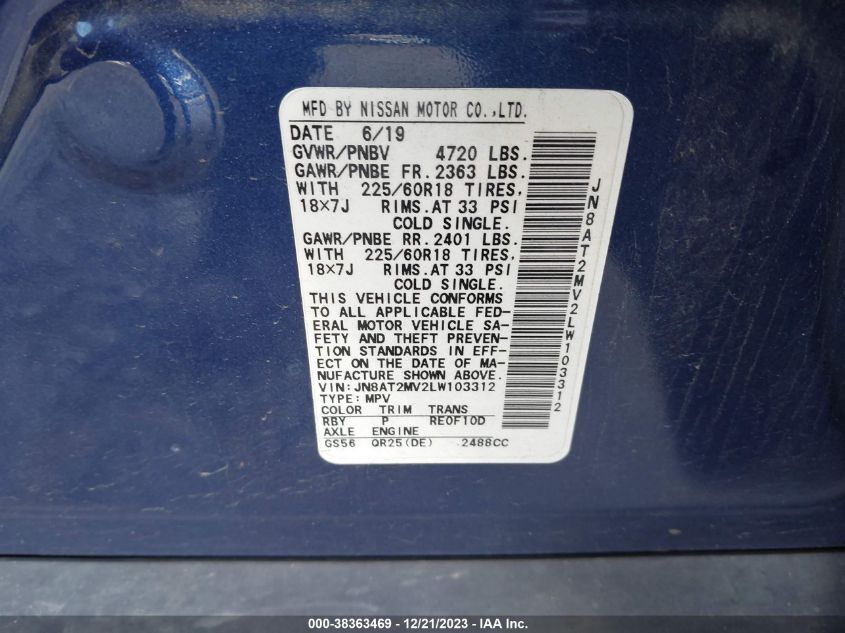 MFD BY NISSAN MOTOR CO.,LTD.
DATE 6/19
GVWR/PNBV 4720 LBS.
GAWR/PNBE FR. 2363 LBS.
WITH 225/60R18 TIRES,
18×7J RIMS.AT 33 PSI
COLD SINGLE.
GAWR/PNBE RR. 2401 LBS.
WITH 225/60R18 TIRES,
18×7J RIMS.AT 33 PSI
COLD SINGLE.
THIS VEHICLE CONFORMS
TO ALL APPLICABLE FED-
ERAL MOTOR VEHICLE SA-
FETY AND THEFT PREVEN-
TION STANDARDS IN EFF-
ECT ON THE DATE OF MA-
NUFACTURE SHOWN ABOVE.
VIN:JN8AT2MV2LW103312
TYPE:MPV
COLOR TRIM TRANS
RBY P RE0F10D
AXLE ENGINE
GS56 QR25(DE) 2488CC
JN8AT2MV2LW103312
000-38363469 - 12/21/2023 - IAA Inc.